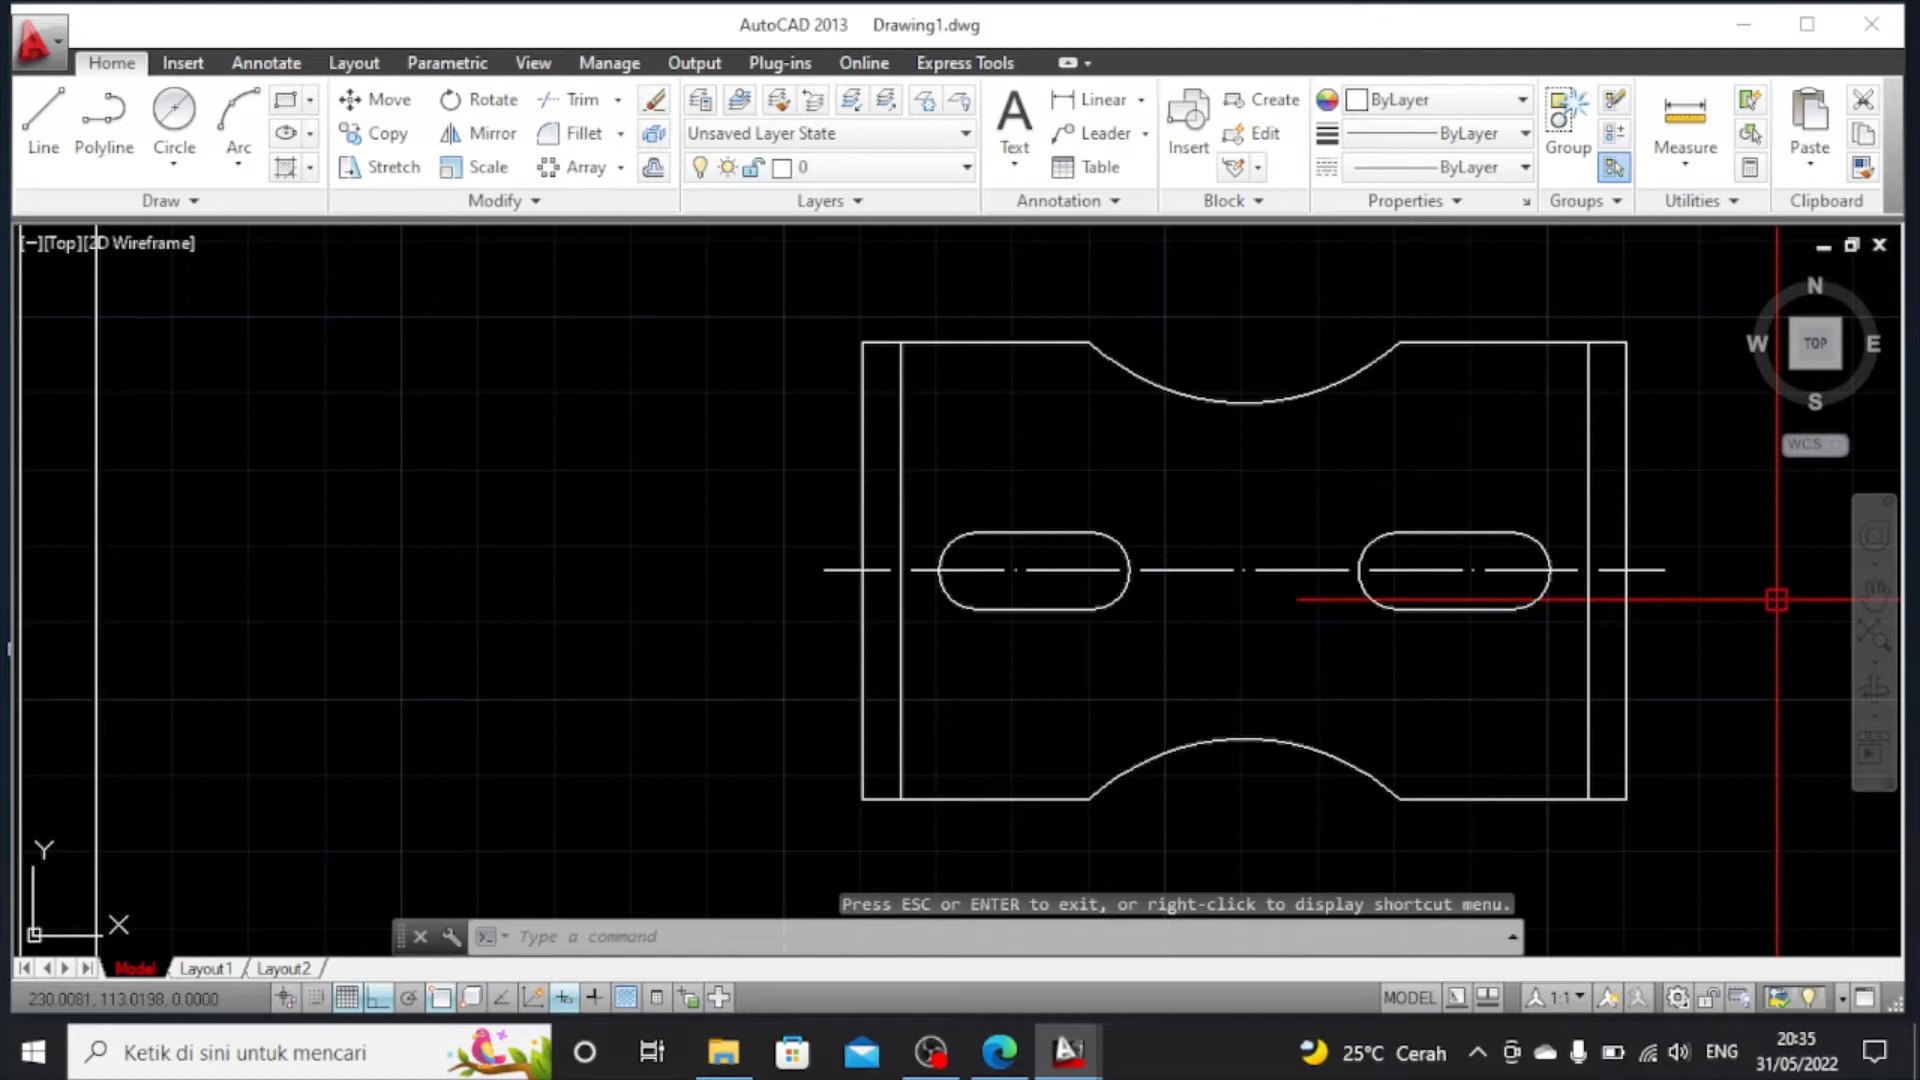 AutoCAD 2013 Drawing1.dwg
Home Insert Annotate Layout Parametric View Manage Output Plug-ins Online Express Tools
Line Polyline Circle Arc
Move Rotate Trim
Copy Mirror Fillet
Stretch Scale Array
Unsaved Layer State
0
Text
Linear
Leader
Table
Insert
Create
Edit
ByLayer
ByLayer
ByLayer
Group
Measure
Paste
Draw Modify Layers Annotation Block Properties Groups Utilities Clipboard
[−][Top][2D Wireframe]
N
W TOP E
S
WCS
Y
X
Press ESC or ENTER to exit, or right-click to display shortcut menu.
Type a command
Model Layout1 Layout2
230.0081, 113.0198, 0.0000
MODEL 1:1
Ketik di sini untuk mencari
25°C Cerah
ENG
20:35
31/05/2022